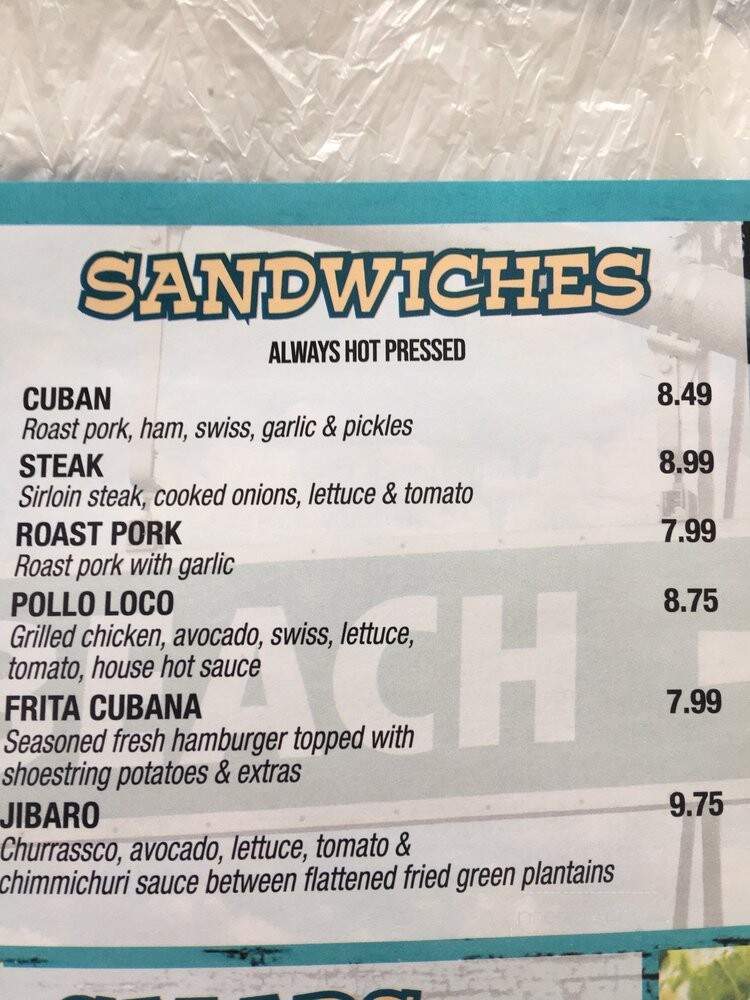 SANDWICHES
ALWAYS HOT PRESSED
CUBAN 8.49
Roast pork, ham, swiss, garlic & pickles
STEAK 8.99
Sirloin steak, cooked onions, lettuce & tomato
ROAST PORK 7.99
Roast pork with garlic
POLLO LOCO 8.75
Grilled chicken, avocado, swiss, lettuce,
tomato, house hot sauce
FRITA CUBANA 7.99
Seasoned fresh hamburger topped with
shoestring potatoes & extras
JIBARO 9.75
Churrassco, avocado, lettuce, tomato &
chimmichuri sauce between flattened fried green plantains